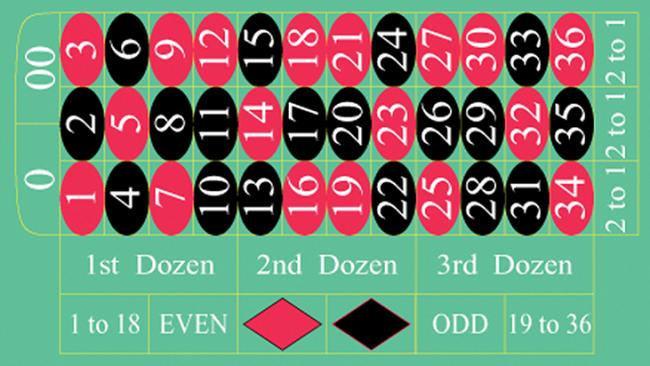 00 3 6 9 12 15 18 21 24 27 30 33 36 2 to 1
2 5 8 11 14 17 20 23 26 29 32 35 2 to 1
0 1 4 7 10 13 16 19 22 25 28 31 34 2 to 1
1st Dozen 2nd Dozen 3rd Dozen
1 to 18 EVEN ODD 19 to 36